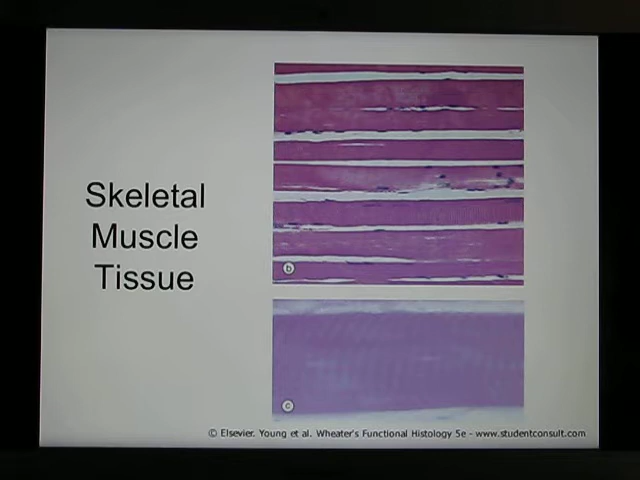 Skeletal
Muscle
Tissue
b
c
© Elsevier. Young et al. Wheater's Functional Histology 5e - www.studentconsult.com